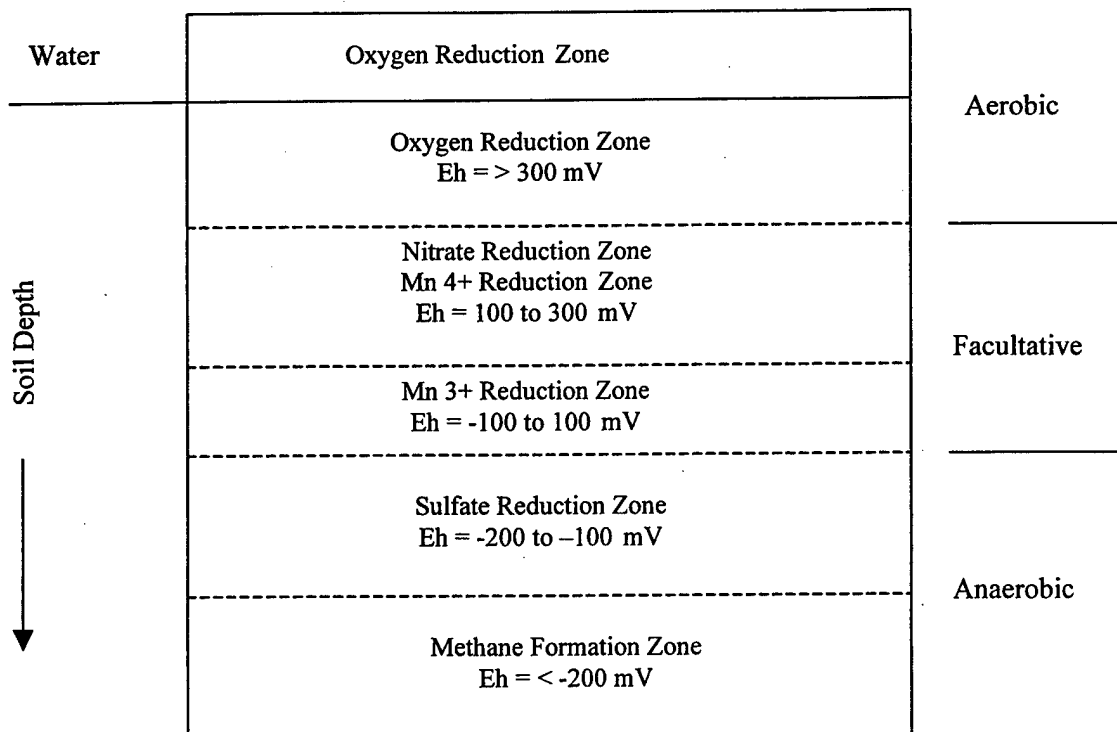 Water
Oxygen Reduction Zone
Aerobic
Oxygen Reduction Zone
Eh = > 300 mV
Nitrate Reduction Zone
Mn 4+ Reduction Zone
Eh = 100 to 300 mV
Soil Depth
Facultative
Mn 3+ Reduction Zone
Eh = -100 to 100 mV
Sulfate Reduction Zone
Eh = -200 to –100 mV
Anaerobic
Methane Formation Zone
Eh = < -200 mV